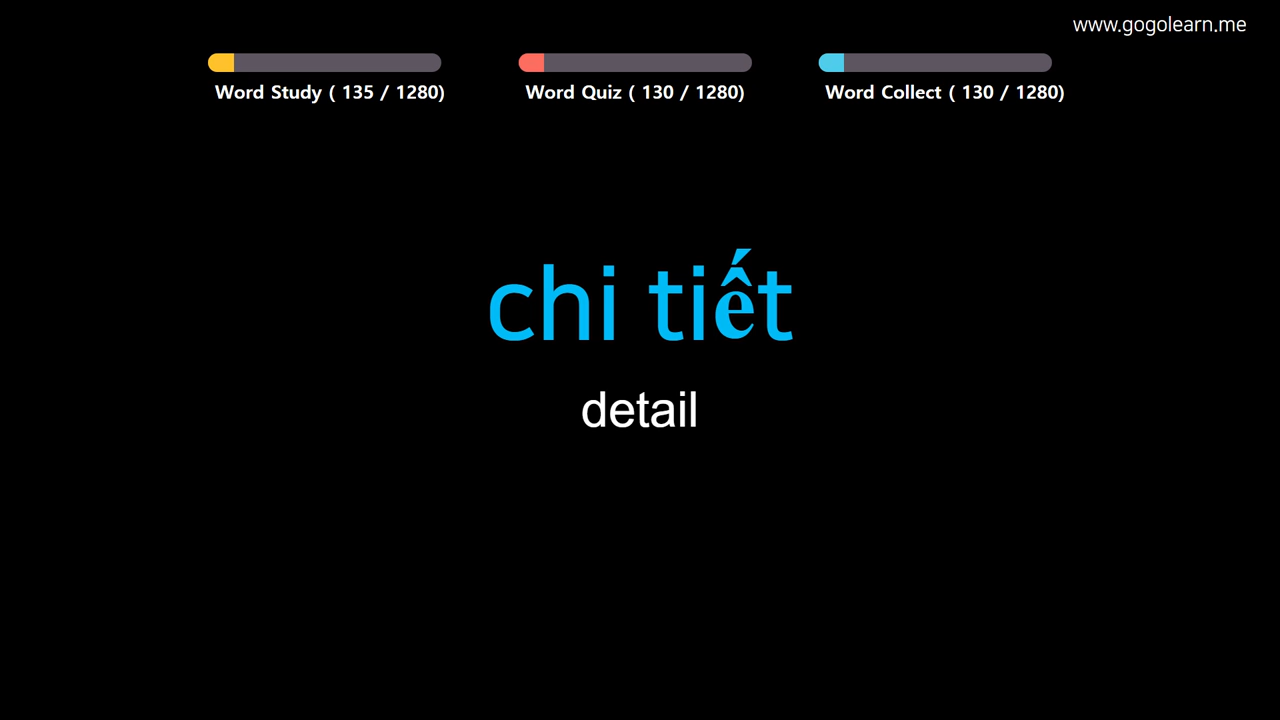 www.gogolearn.me
Word Study ( 135 / 1280)
Word Quiz ( 130 / 1280)
Word Collect ( 130 / 1280)
chi tiết
detail